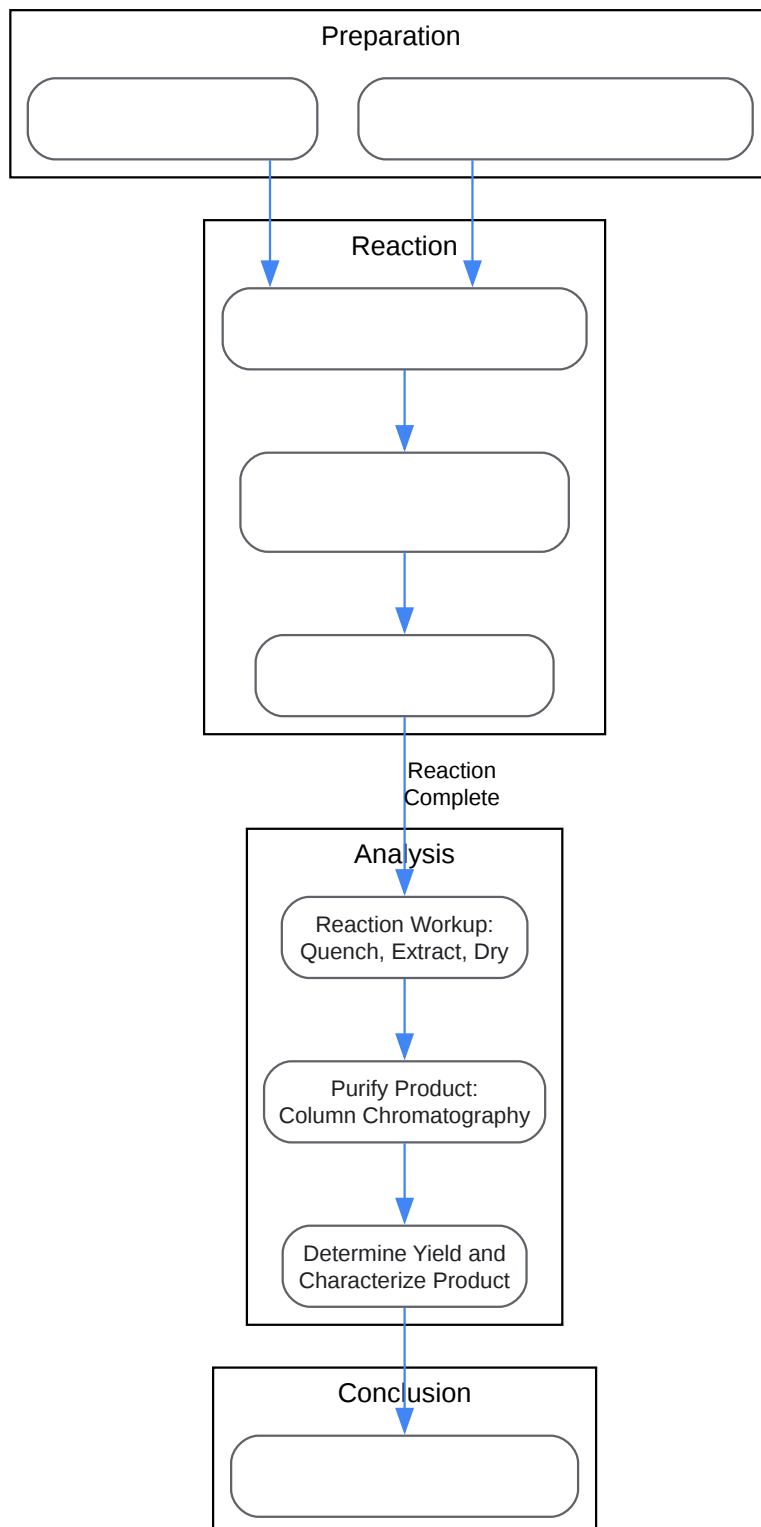 Preparation
Reaction
Reaction
Complete
Analysis
Reaction Workup:
Quench, Extract, Dry
Purify Product:
Column Chromatography
Determine Yield and
Characterize Product
Conclusion